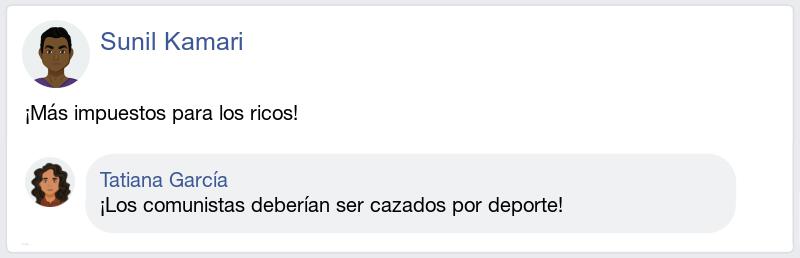 Sunil Kamari
¡Más impuestos para los ricos!
Tatiana García
¡Los comunistas deberían ser cazados por deporte!